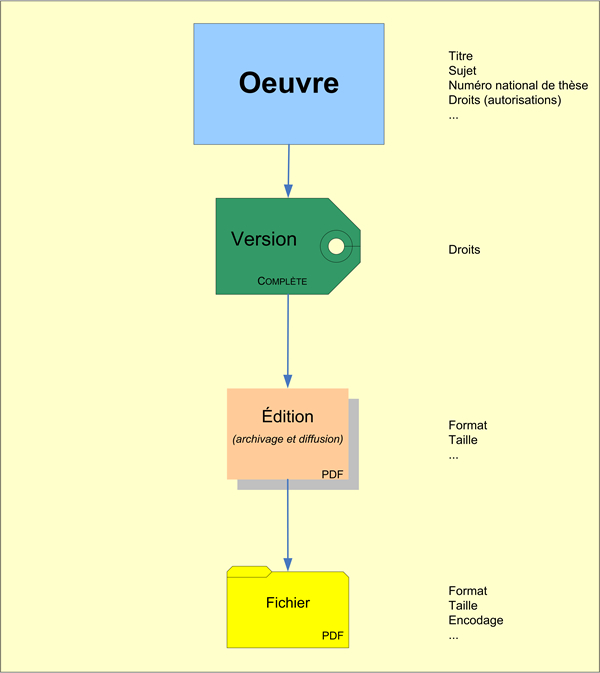 Oeuvre
Titre
Sujet
Numéro national de thèse
Droits (autorisations)
...
Version
COMPLÈTE
Droits
Édition
(archivage et diffusion)
PDF
Format
Taille
...
Fichier
PDF
Format
Taille
Encodage
...